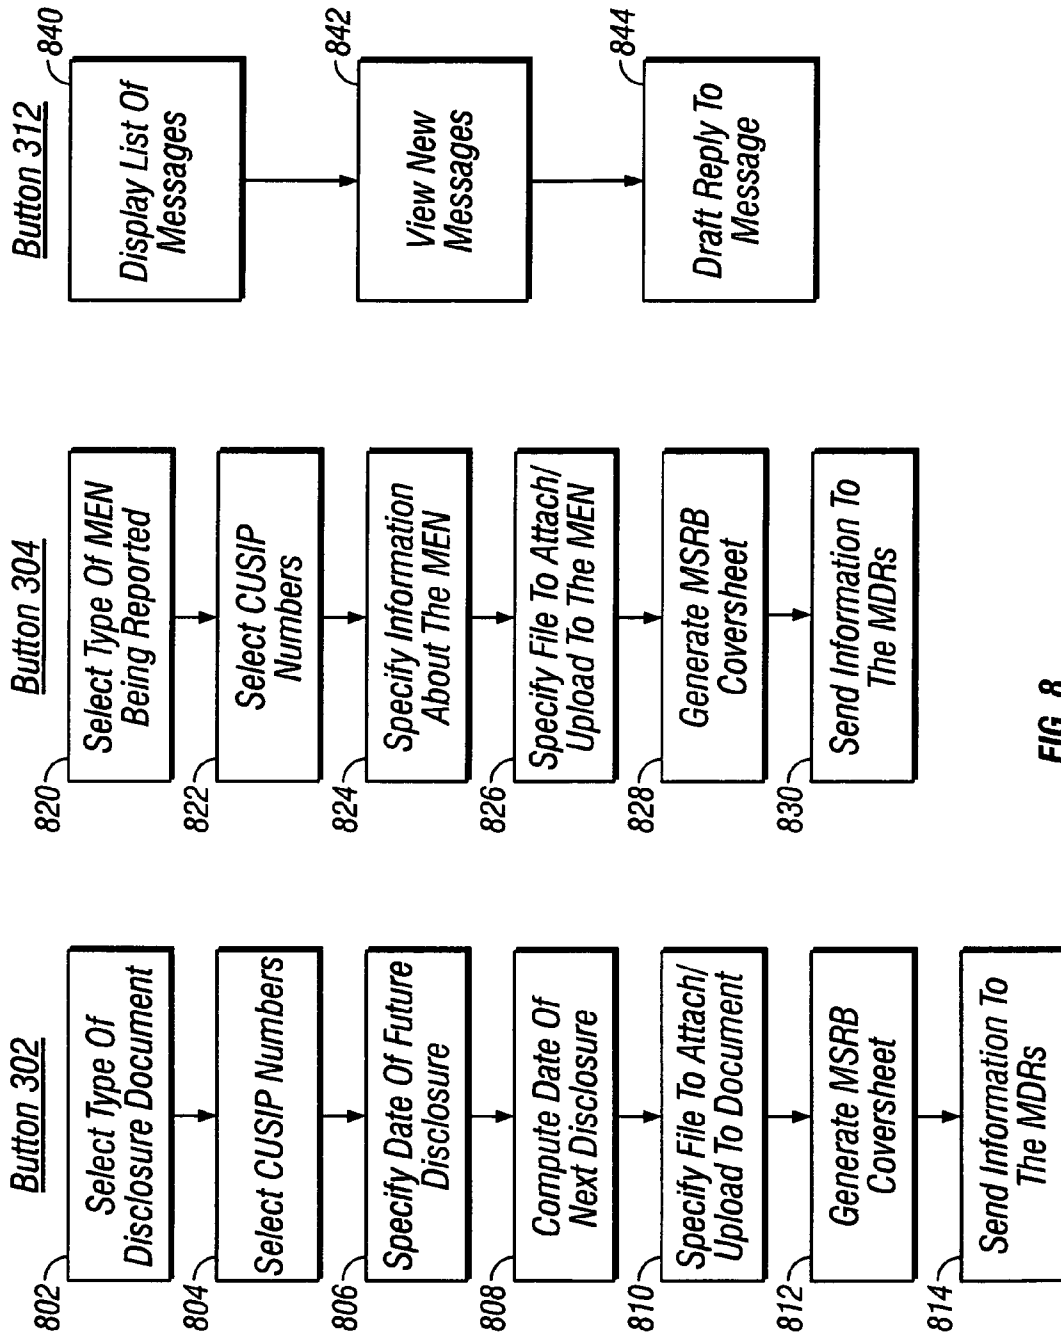 Button 302
802
Select Type Of
Disclosure Document
804
Select CUSIP Numbers
806
Specify Date Of Future
Disclosure
808
Compute Date Of
Next Disclosure
810
Specify File To Attach/
Upload To Document
812
Generate MSRB
Coversheet
814
Send Information To
The MDRs
Button 304
820
Select Type Of MEN
Being Reported
822
Select CUSIP
Numbers
824
Specify Information
About The MEN
826
Specify File To Attach/
Upload To The MEN
828
Generate MSRB
Coversheet
830
Send Information To
The MDRs
Button 312
840
Display List Of
Messages
842
View New
Messages
844
Draft Reply To
Message
FIG. 8